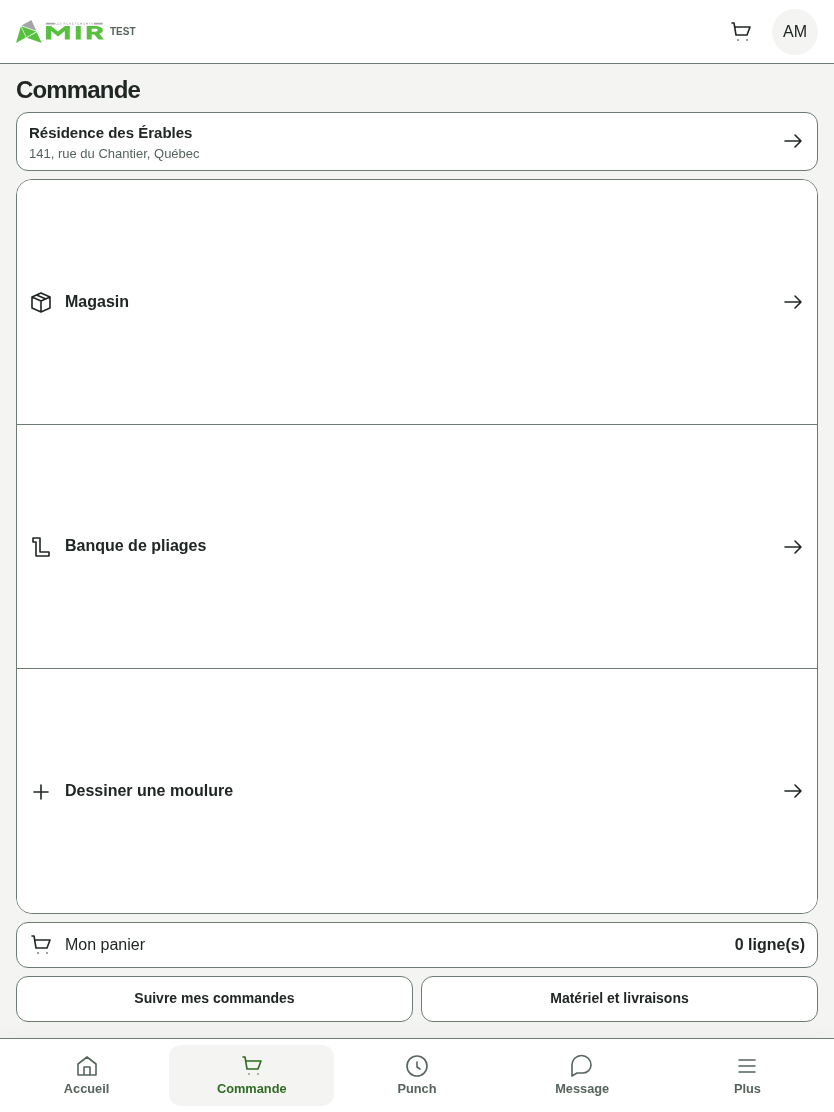 MIR TEST
AM
Commande
Résidence des Érables
141, rue du Chantier, Québec
Magasin
Banque de pliages
Dessiner une moulure
Mon panier 0 ligne(s)
Suivre mes commandes Matériel et livraisons
Accueil Commande Punch Message Plus